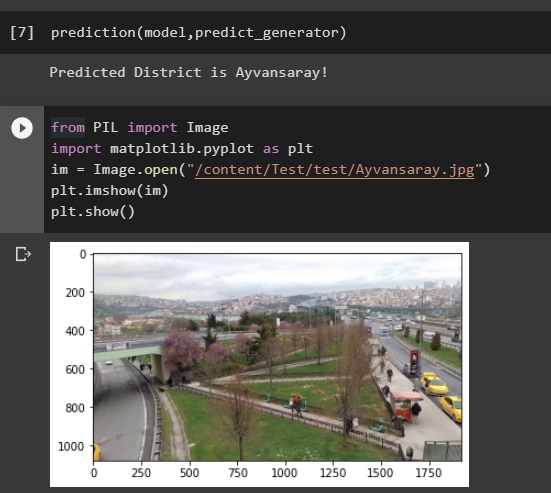 [7] prediction(model,predict_generator)
Predicted District is Ayvansaray!
from PIL import Image
import matplotlib.pyplot as plt
im = Image.open("/content/Test/test/Ayvansaray.jpg")
plt.imshow(im)
plt.show()
0
200
400
600
800
1000
0 250 500 750 1000 1250 1500 1750